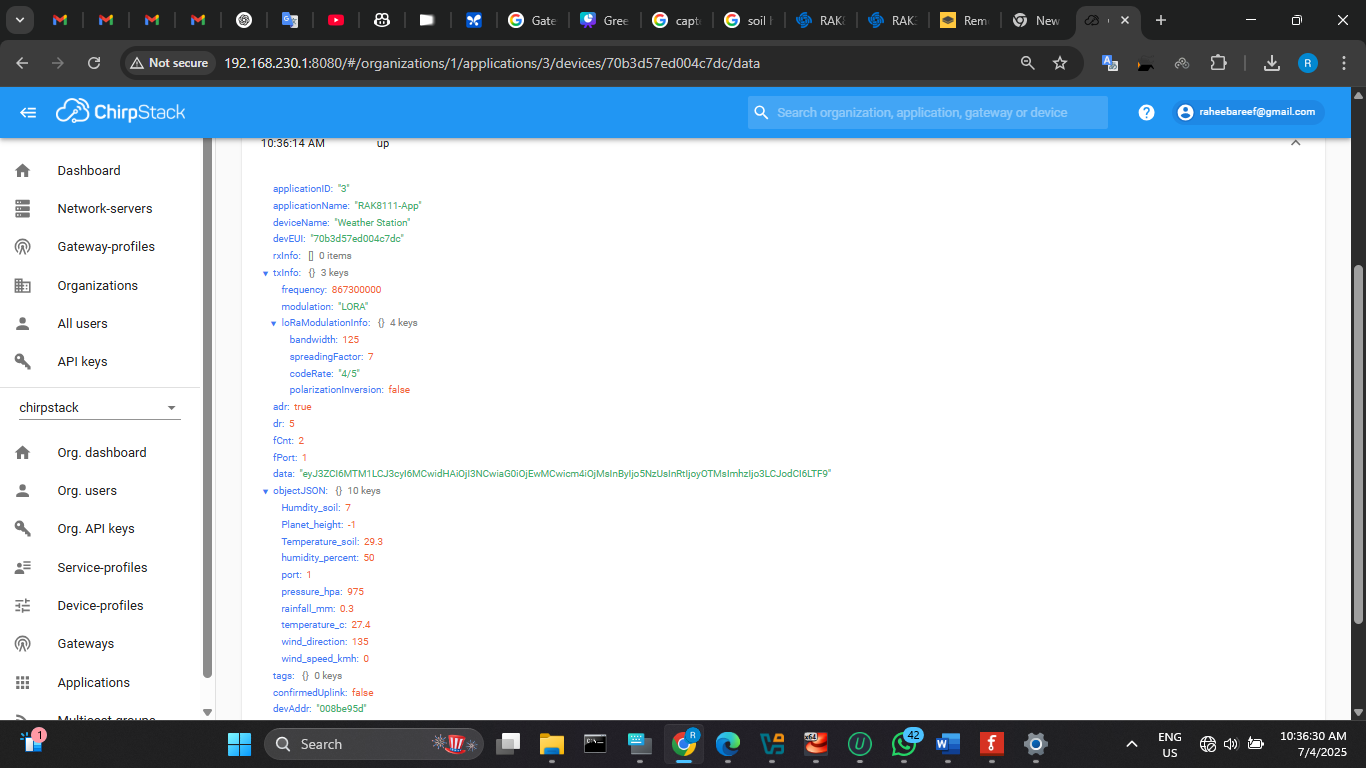 Gate
Gree
capt
soil
RAK
RAK
Rem
New
Not secure
192.168.230.1:8080/#/organizations/1/applications/3/devices/70b3d57ed004c7dc/data
R
ChirpStack
Search organization, application, gateway or device
raheebareef@gmail.com
Dashboard
Network-servers
Gateway-profiles
Organizations
All users
API keys
chirpstack
Org. dashboard
Org. users
Org. API keys
Service-profiles
Device-profiles
Gateways
Applications
Multicast-groups
10:36:14 AM up
applicationID: "3"
applicationName: "RAK8111-App"
deviceName: "Weather Station"
devEUI: "70b3d57ed004c7dc"
rxInfo: [] 0 items
txInfo: {} 3 keys
frequency: 867300000
modulation: "LORA"
loRaModulationInfo: {} 4 keys
bandwidth: 125
spreadingFactor: 7
codeRate: "4/5"
polarizationInversion: false
adr: true
dr: 5
fCnt: 2
fPort: 1
data:
objectJSON: {} 10 keys
Humdity_soil: 7
Planet_height: -1
Temperature_soil: 29.3
humidity_percent: 50
port: 1
pressure_hpa: 975
rainfall_mm: 0.3
temperature_c: 27.4
wind_direction: 135
wind_speed_kmh: 0
tags: {} 0 keys
confirmedUplink: false
devAddr: "008be95d"
1
Search
R
42
ENG
US
10:36:30 AM
7/4/2025